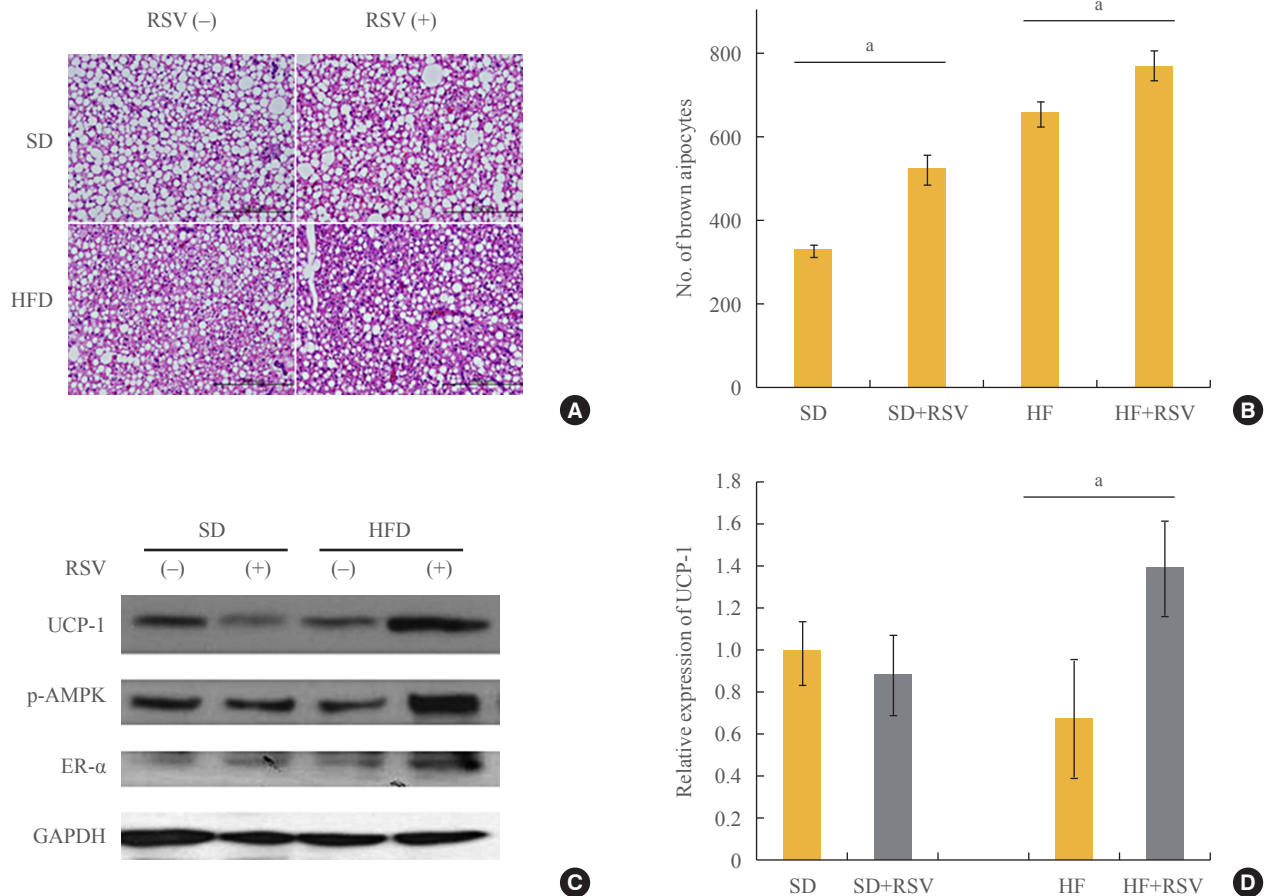 RSV (–) RSV (+)
SD
HFD
A
a
a
800
600
400
200
0
No. of brown aipocytes
SD SD+RSV HF HF+RSV
B
SD HFD
RSV (–) (+) (–) (+)
UCP-1
p-AMPK
ER-α
GAPDH
C
a
1.8
1.6
1.4
1.2
1.0
0.8
0.6
0.4
0.2
0
Relative expression of UCP-1
SD SD+RSV HF HF+RSV
D